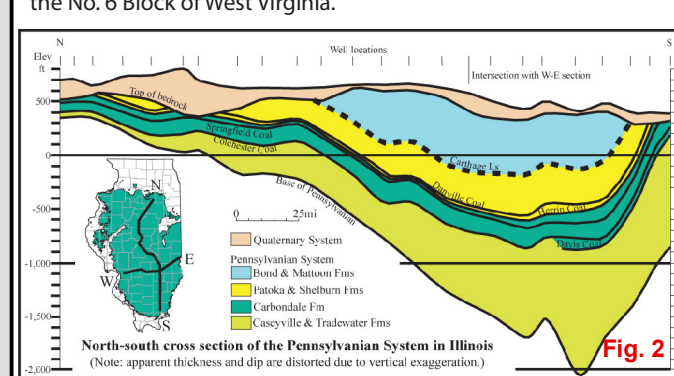 the No. 6 Block of West Virginia.
N
S
Elev
ft
Well locations
Intersection with W-E section
500
0
-500
-1,000
-1,500
-2,000
Top of bedrock
Springfield Coal
Colchester Coal
Base of Pennsylvanian
Carthage Ls
Danville Coal
Herrin Coal
Davis Coal
N
E
W
S
0 25mi
Quaternary System
Pennsylvanian System
Bond & Mattoon Fms
Patoka & Shelburn Fms
Carbondale Fm
Caseyville & Tradewater Fms
North-south cross section of the Pennsylvanian System in Illinois
(Note: apparent thickness and dip are distorted due to vertical exaggeration.)
Fig. 2